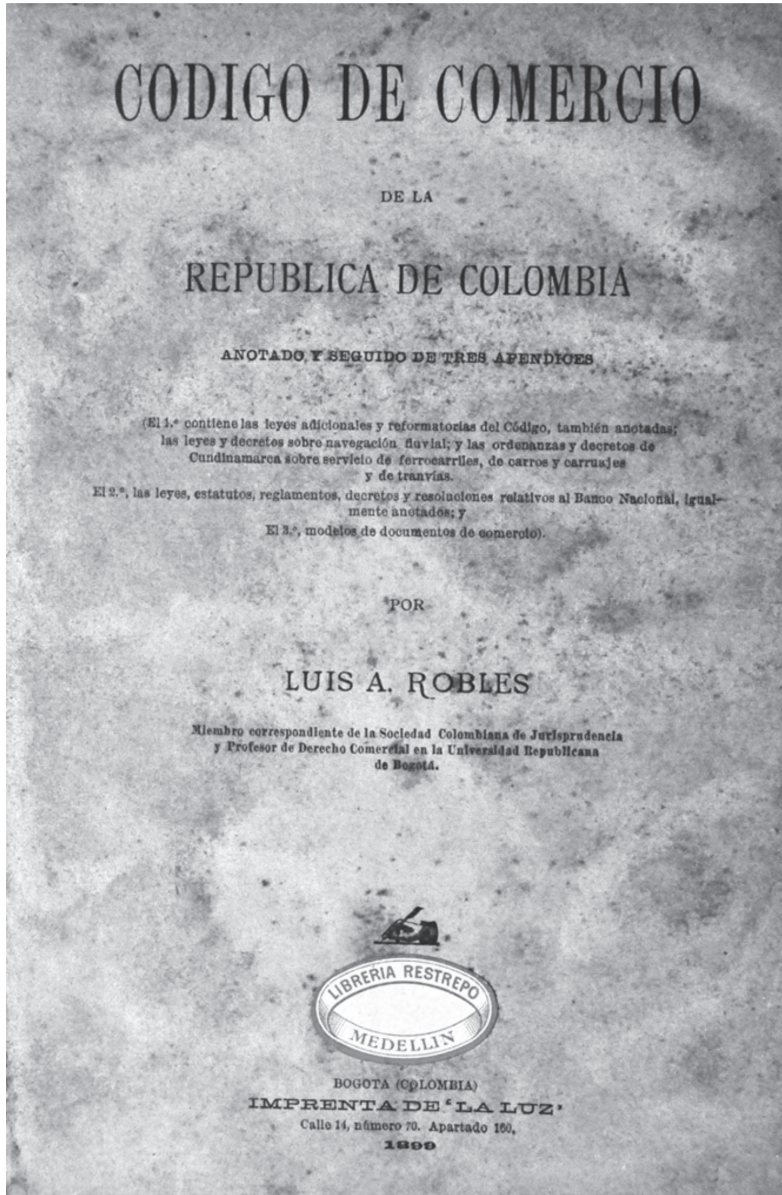 CODIGO DE COMERCIO
DE LA
REPUBLICA DE COLOMBIA
ANOTADO Y SEGUIDO DE TRES APENDICES
(El 1.º contiene las leyes adicionales y reformatorias del Código, también anotadas;
las leyes y decretos sobre navegación fluvial; y las ordenanzas y decretos de
Cundinamarca sobre servicio de ferrocarriles, de carros y carruajes
y de tranvías.
El 2.º, las leyes, estatutos, reglamentos, decretos y resoluciones relativos al Banco Nacional, igual-
mente anotados; y
El 3.º, modelos de documentos de comercio).
POR
LUIS A. ROBLES
Miembro correspondiente de la Sociedad Colombiana de Jurisprudencia
y Profesor de Derecho Comercial en la Universidad Republicana
de Bogotá.
LIBRERIA RESTREPO
MEDELLIN
BOGOTA (COLOMBIA)
IMPRENTA DE 'LA LUZ'
Calle 14, número 70. Apartado 160.
1899